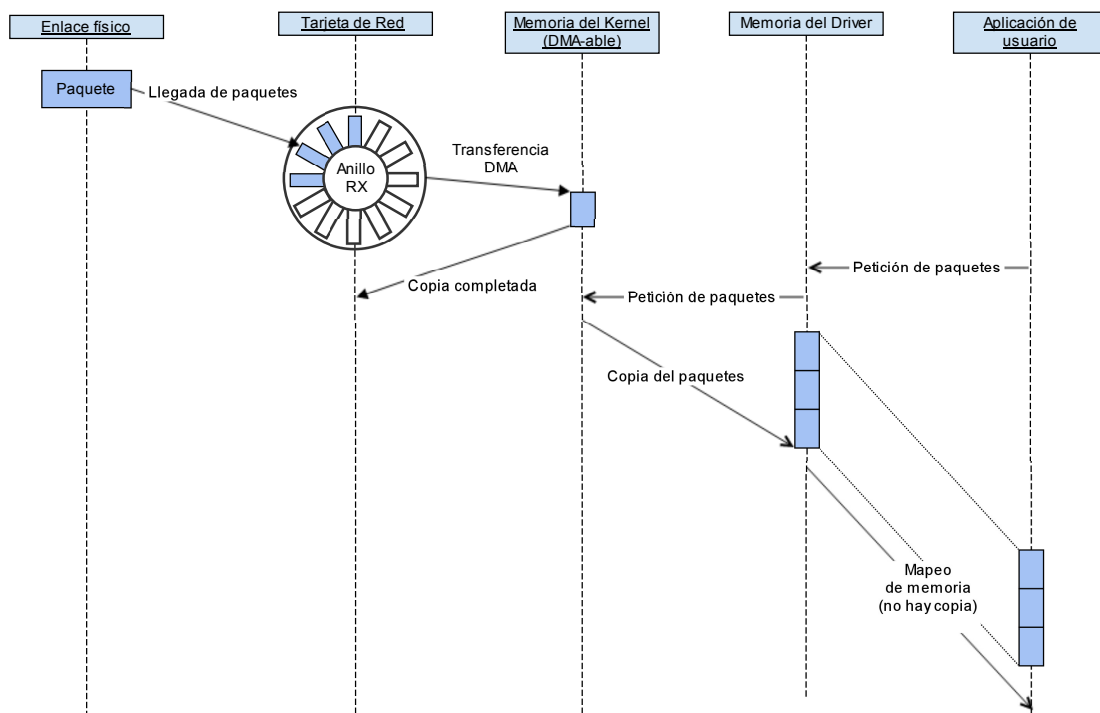 Enlace físico
Tarjeta de Red
Memoria del Kernel
(DMA-able)
Memoria del Driver
Aplicación de
usuario
Paquete
Llegada de paquetes
Anillo
RX
Transferencia
DMA
Petición de paquetes
Copia completada
Petición de paquetes
Copia del paquetes
Mapeo
de memoria
(no hay copia)